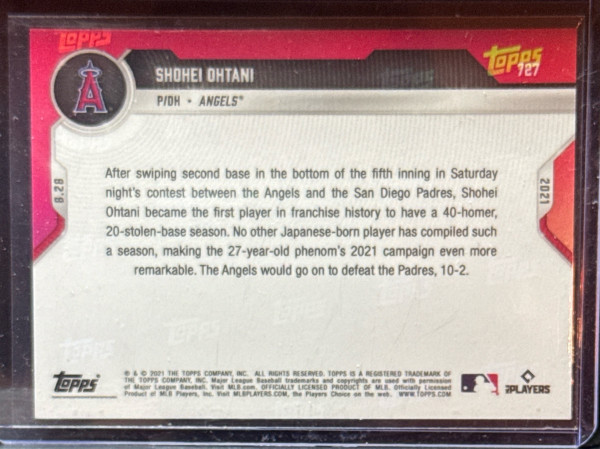 Topps
Topps
727
A
SHOHEI OHTANI
P/DH • ANGELS®
8.28
2021
After swiping second base in the bottom of the fifth inning in Saturday
night's contest between the Angels and the San Diego Padres, Shohei
Ohtani became the first player in franchise history to have a 40-homer,
20-stolen-base season. No other Japanese-born player has compiled such
a season, making the 27-year-old phenom's 2021 campaign even more
remarkable. The Angels would go on to defeat the Padres, 10-2.
Topps®
® & © 2021 THE TOPPS COMPANY, INC. ALL RIGHTS RESERVED. TOPPS IS A REGISTERED TRADEMARK OF
THE TOPPS COMPANY, INC. Major League Baseball trademarks and copyrights are used with permission
of Major League Baseball. Visit MLB.com. OFFICIALLY LICENSED PRODUCT OF MLB. Officially Licensed
Product of MLB Players, Inc. Visit MLBPLAYERS.com, the Players Choice on the web. WWW.TOPPS.COM
PLAYERS